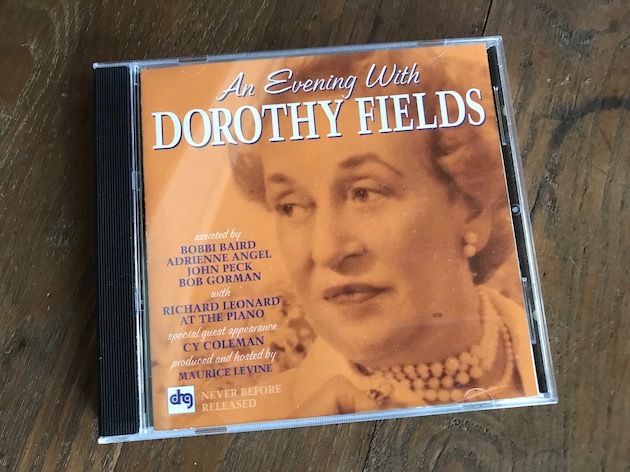 An Evening With
DOROTHY FIELDS
assisted by
BOBBI BAIRD
ADRIENNE ANGEL
JOHN PECK
BOB GORMAN
with
RICHARD LEONARD
AT THE PIANO
special guest appearance
CY COLEMAN
produced and hosted by
MAURICE LEVINE
drg
NEVER BEFORE
RELEASED